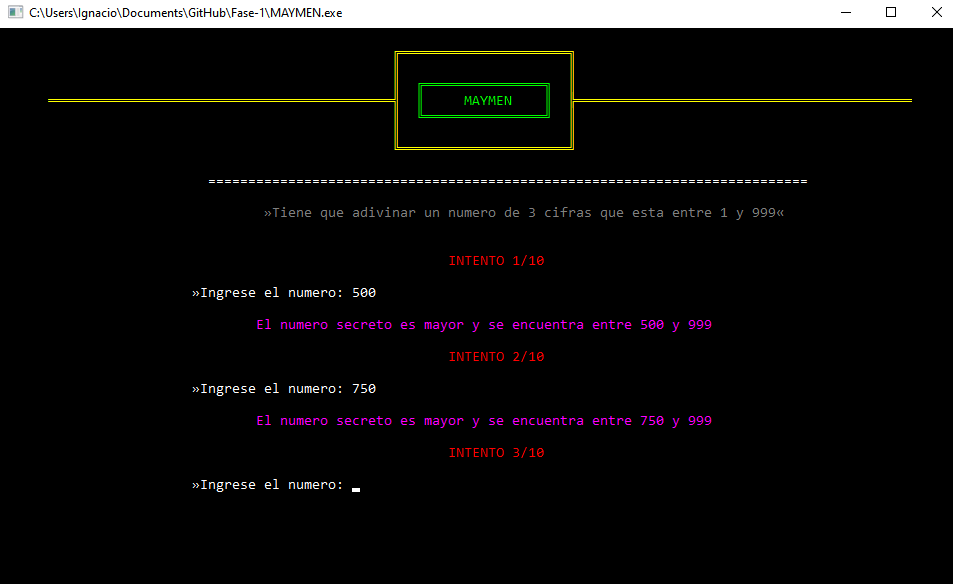 C:\Users\Ignacio\Documents\GitHub\Fase-1\MAYMEN.exe
MAYMEN
===========================================================================
»Tiene que adivinar un numero de 3 cifras que esta entre 1 y 999«
INTENTO 1/10
»Ingrese el numero: 500
El numero secreto es mayor y se encuentra entre 500 y 999
INTENTO 2/10
»Ingrese el numero: 750
El numero secreto es mayor y se encuentra entre 750 y 999
INTENTO 3/10
»Ingrese el numero: